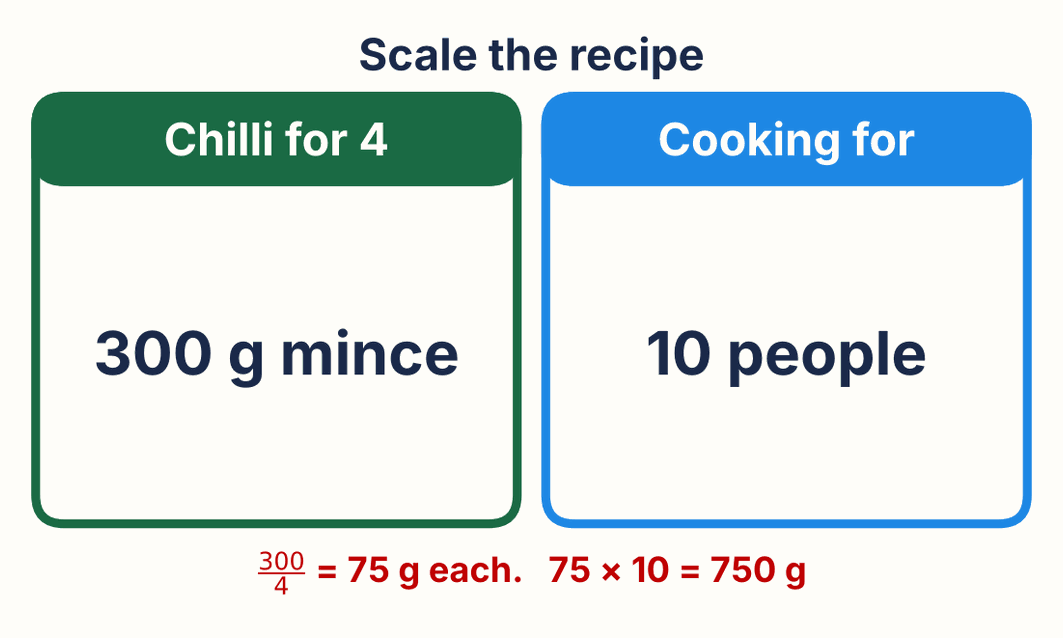 Scale the recipe
Chilli for 4
300 g mince
Cooking for
10 people
300/4 = 75 g each. 75 × 10 = 750 g